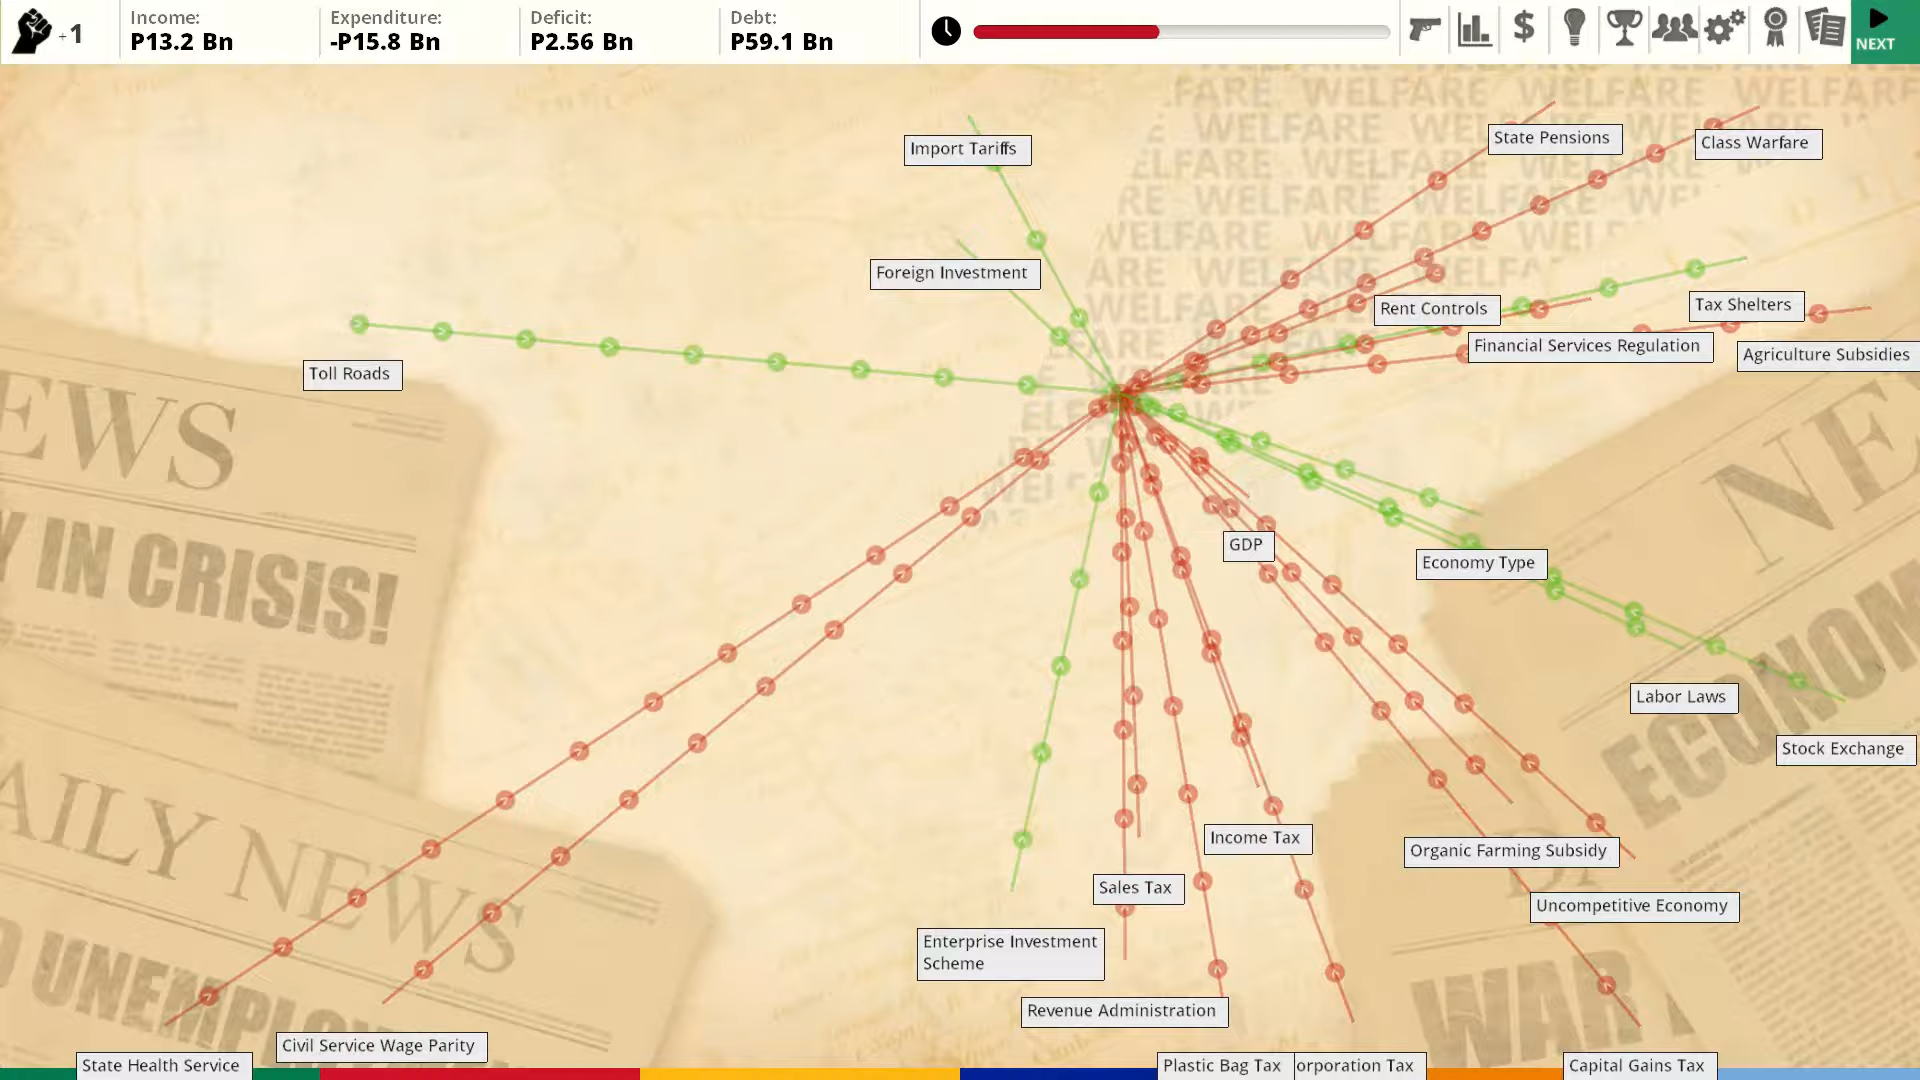 +1
Income:
P13.2 Bn
Expenditure:
-P15.8 Bn
Deficit:
P2.56 Bn
Debt:
P59.1 Bn
$
NEXT
WELFARE WELFARE WELFARE
Import Tariffs
State Pensions
Class Warfare
Foreign Investment
Rent Controls
Tax Shelters
Financial Services Regulation
Agriculture Subsidies
Toll Roads
EWS
Y IN CRISIS!
GDP
Economy Type
Labor Laws
Stock Exchange
ECONOM
AILY NEWS
UNEMPLO
Income Tax
Organic Farming Subsidy
Sales Tax
Uncompetitive Economy
Enterprise Investment
Scheme
WAR
Revenue Administration
Civil Service Wage Parity
State Health Service
Plastic Bag Tax
orporation Tax
Capital Gains Tax